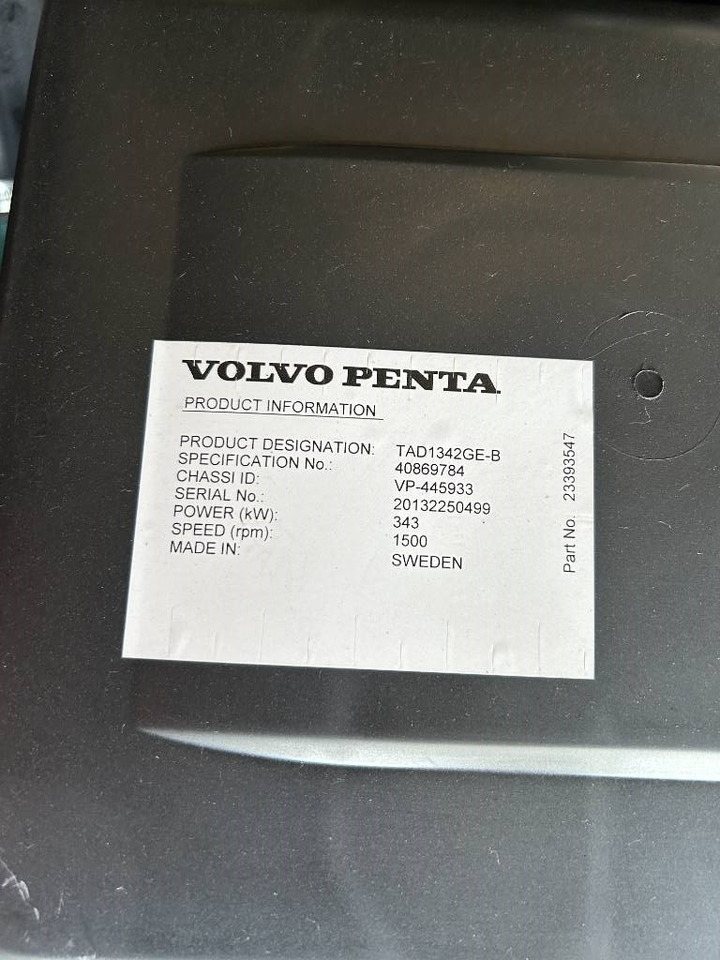 VOLVO PENTA
PRODUCT INFORMATION
PRODUCT DESIGNATION: TAD1342GE-B
SPECIFICATION No.: 40869784
CHASSI ID: VP-445933
SERIAL No.: 20132250499
POWER (kW): 343
SPEED (rpm): 1500
MADE IN: SWEDEN
Part No. 23393547